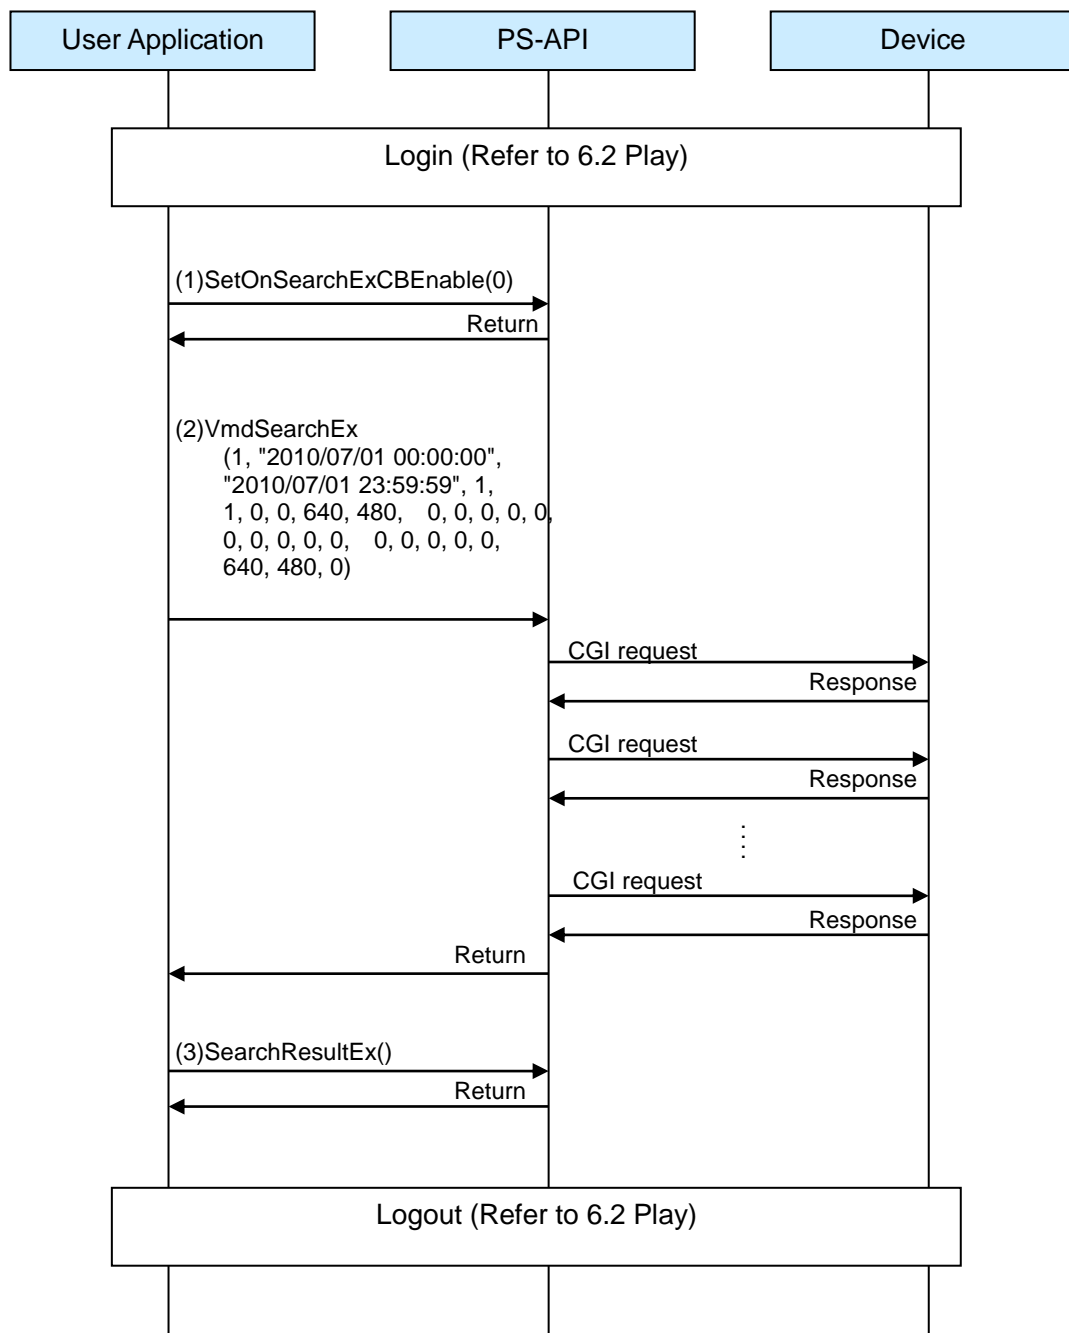 User Application
PS-API
Device
Login (Refer to 6.2 Play)
(1)SetOnSearchExCBEnable(0)
Return
(2)VmdSearchEx
(1, "2010/07/01 00:00:00",
"2010/07/01 23:59:59", 1,
1, 0, 0, 640, 480, 0, 0, 0, 0, 0,
0, 0, 0, 0, 0, 0, 0, 0, 0, 0,
640, 480, 0)
CGI request
Response
CGI request
Response
CGI request
Response
Return
(3)SearchResultEx()
Return
Logout (Refer to 6.2 Play)